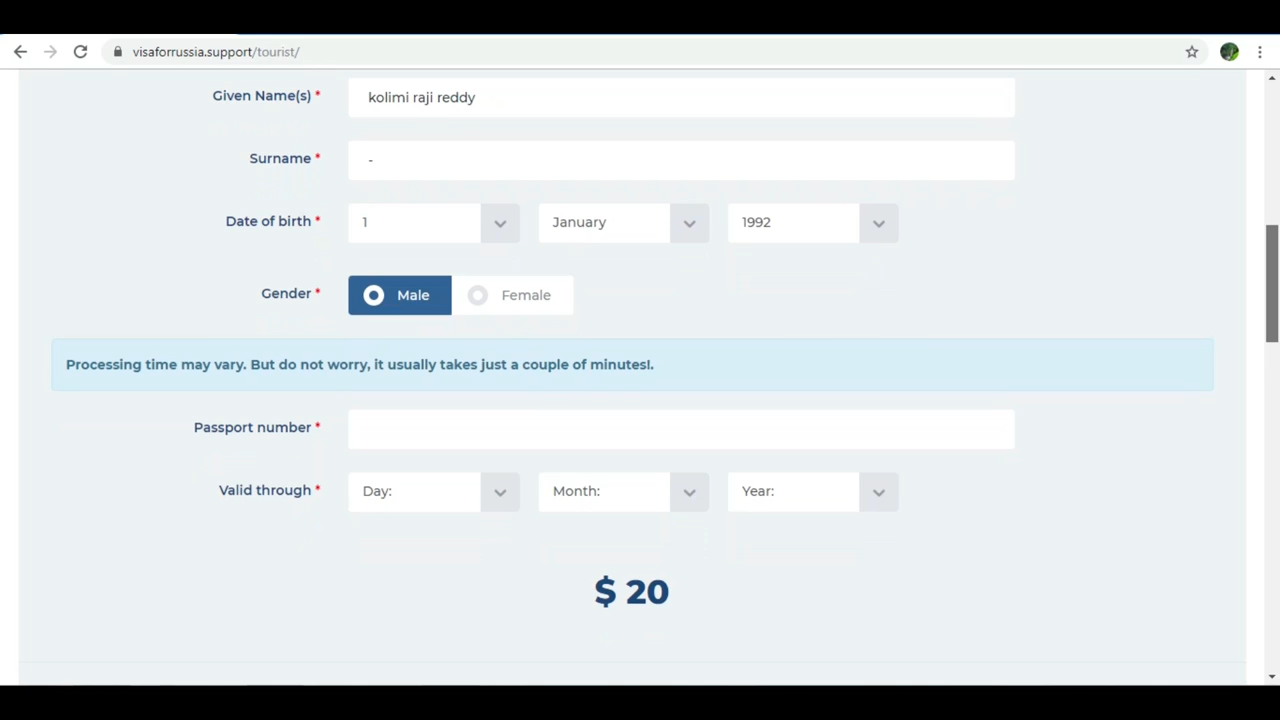 visaforrussia.support/tourist/
Given Name(s) * kolimi raji reddy
Surname * -
Date of birth * 1 January 1992
Gender * Male Female
Processing time may vary. But do not worry, it usually takes just a couple of minutes!.
Passport number *
Valid through * Day: Month: Year:
$ 20